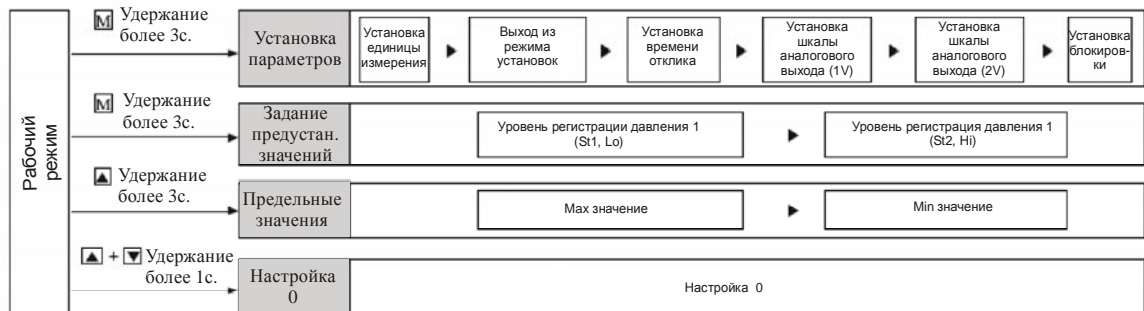 Рабочий
режим
M Удержание
более 3с.
Установка
параметров
Установка
единицы
измерения
Выход из
режима
установок
Установка
времени
отклика
Установка
шкалы
аналогового
выхода (1V)
Установка
шкалы
аналогового
выхода (2V)
Установка
блокиров-
ки
M Удержание
более 3с.
Задание
предустан.
значений
Уровень регистрации давления 1
(St1, Lo)
Уровень регистрация давления 1
(St2, Hi)
Удержание
более 3с.
Предельные
значения
Max значение
Min значение
+ Удержание
более 1с.
Настройка
0
Настройка 0